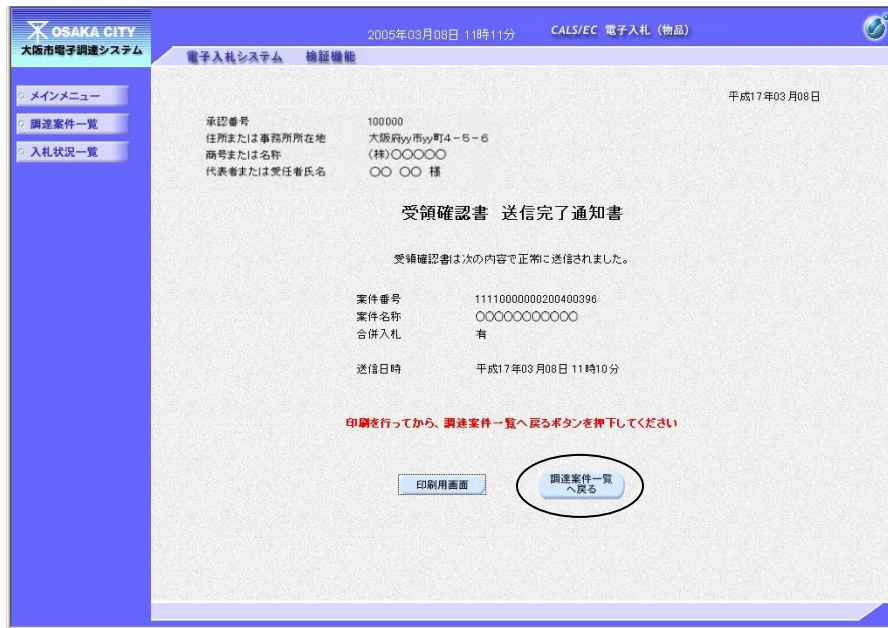 OSAKA CITY
大阪市電子調達システム
2005年03月08日 11時11分
CALS/EC 電子入札（物品）
電子入札システム 検証機能
メインメニュー
調達案件一覧
入札状況一覧
平成17年03月08日
承認番号 100000
住所または事務所所在地 大阪府yy市yy町4－5－6
商号または名称 (株)○○○○○
代表者または受任者氏名 ○○ ○○ 様
受領確認書 送信完了通知書
受領確認書は次の内容で正常に送信されました。
案件番号 11110000000200400396
案件名称 ○○○○○○○○○○○
合併入札 有
送信日時 平成17年03月08日 11時10分
印刷を行ってから、調達案件一覧へ戻るボタンを押下してください
印刷用画面
調達案件一覧
へ戻る